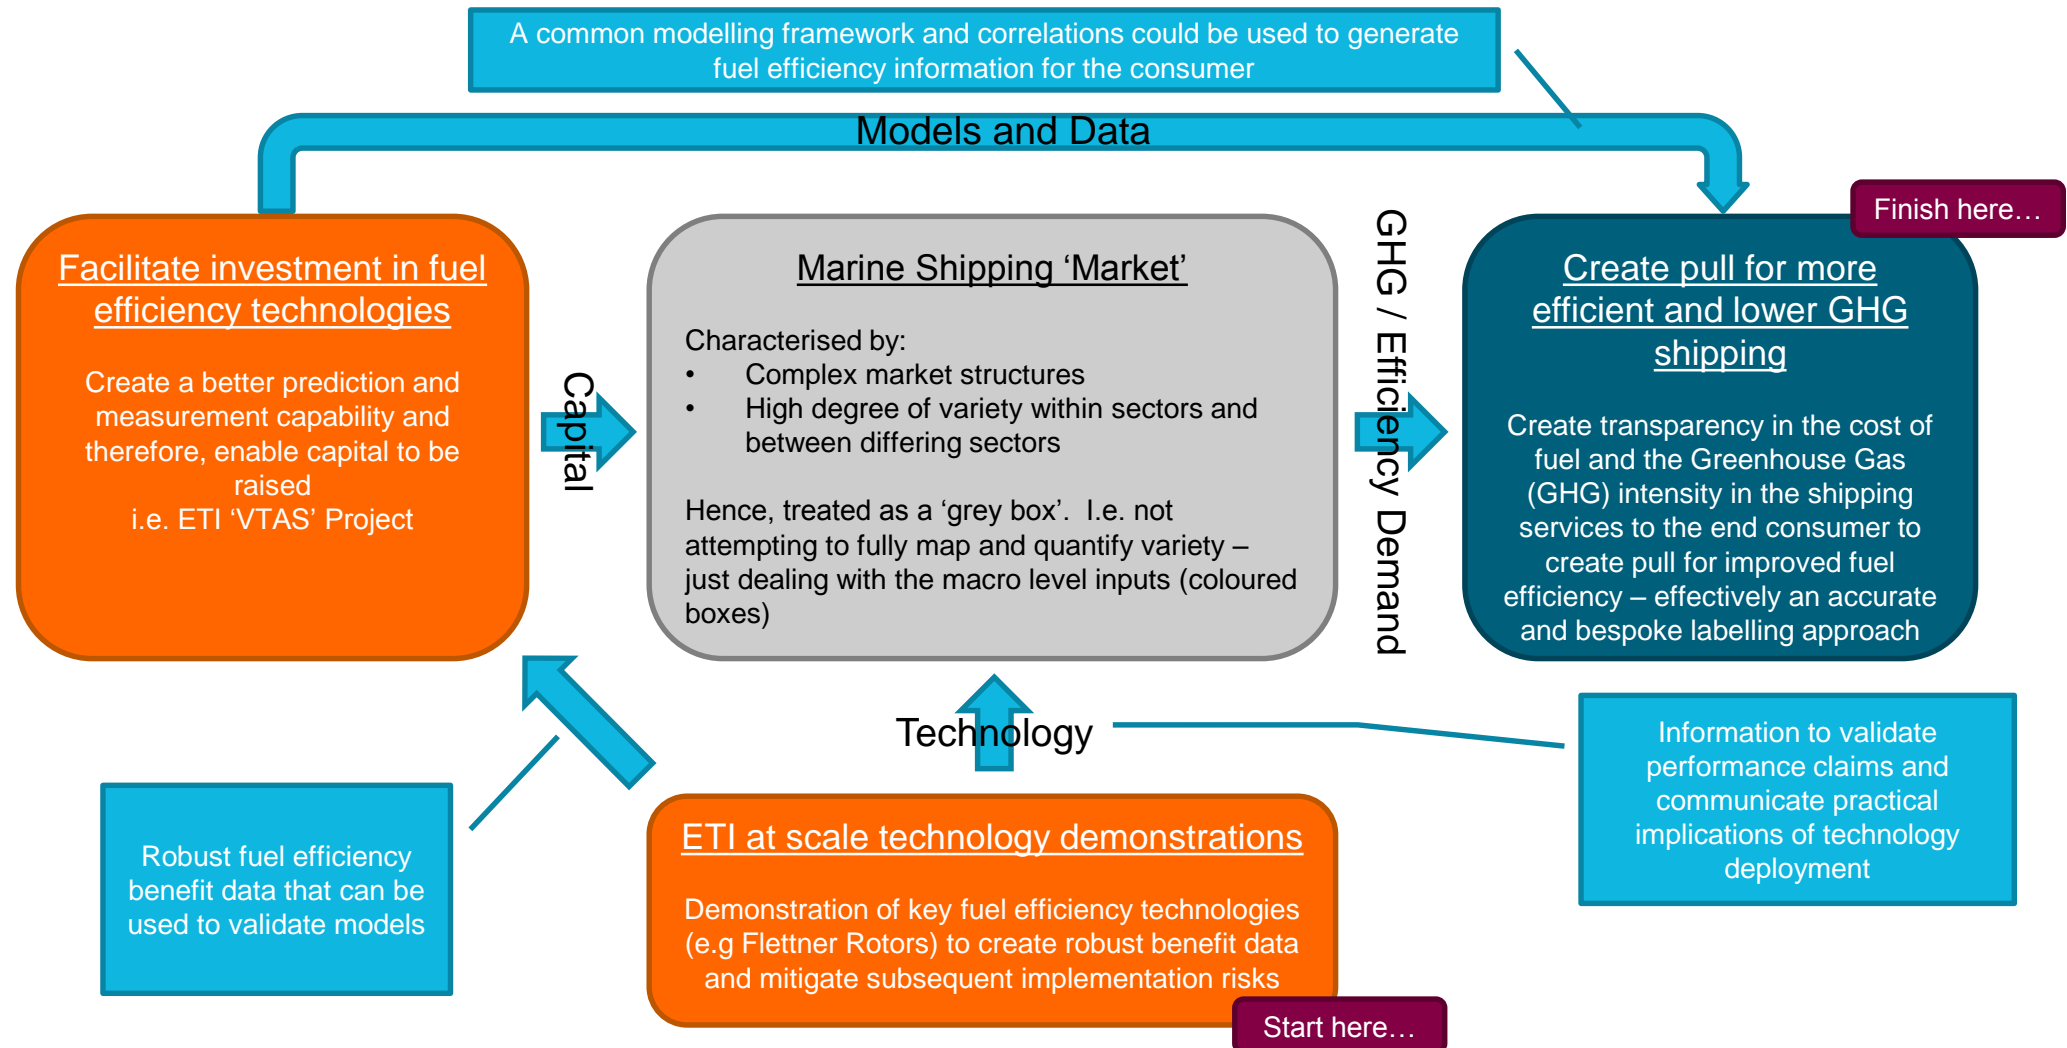 A common modelling framework and correlations could be used to generate
fuel efficiency information for the consumer
Models and Data
Finish here…
Facilitate investment in fuel
efficiency technologies
Create a better prediction and
measurement capability and
therefore, enable capital to be
raised
i.e. ETI ‘VTAS’ Project
Capital
Marine Shipping ‘Market’
Characterised by:
• Complex market structures
• High degree of variety within sectors and
between differing sectors
Hence, treated as a ‘grey box’. I.e. not
attempting to fully map and quantify variety –
just dealing with the macro level inputs (coloured
boxes)
GHG / Efficiency Demand
Create pull for more
efficient and lower GHG
shipping
Create transparency in the cost of
fuel and the Greenhouse Gas
(GHG) intensity in the shipping
services to the end consumer to
create pull for improved fuel
efficiency – effectively an accurate
and bespoke labelling approach
Technology
Information to validate
performance claims and
communicate practical
implications of technology
deployment
Robust fuel efficiency
benefit data that can be
used to validate models
ETI at scale technology demonstrations
Demonstration of key fuel efficiency technologies
(e.g Flettner Rotors) to create robust benefit data
and mitigate subsequent implementation risks
Start here…